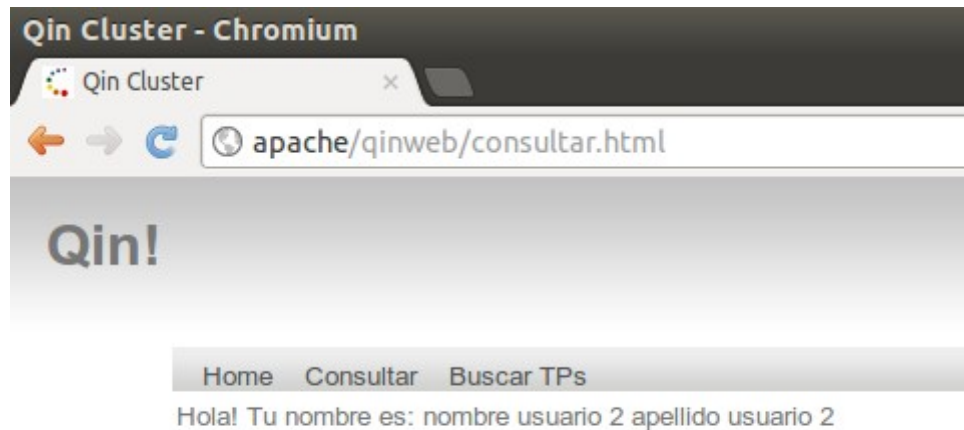 Qin Cluster - Chromium
Qin Cluster
apache/qinweb/consultar.html
Qin!
Home Consultar Buscar TPs
Hola! Tu nombre es: nombre usuario 2 apellido usuario 2